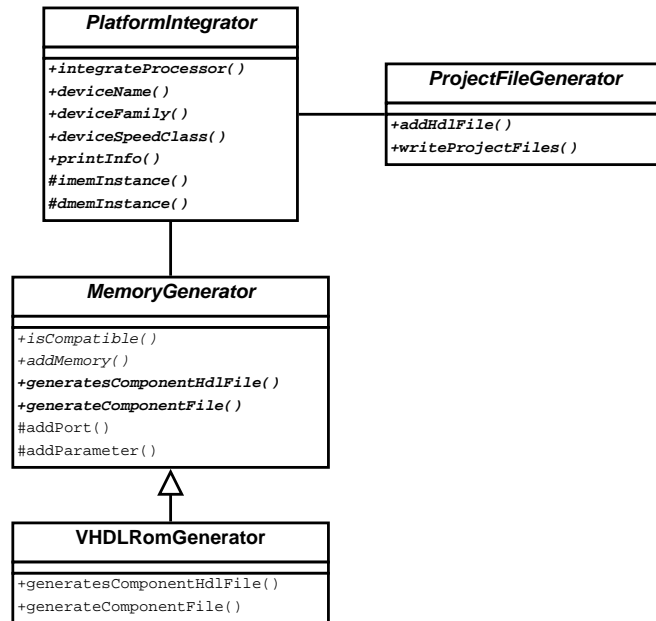 PlatformIntegrator
+integrateProcessor()
+deviceName()
+deviceFamily()
+deviceSpeedClass()
+printInfo()
#imemInstance()
#dmemInstance()
ProjectFileGenerator
+addHdlFile()
+writeProjectFiles()
MemoryGenerator
+isCompatible()
+addMemory()
+generatesComponentHdlFile()
+generateComponentFile()
#addPort()
#addParameter()
VHDLRomGenerator
+generatesComponentHdlFile()
+generateComponentFile()